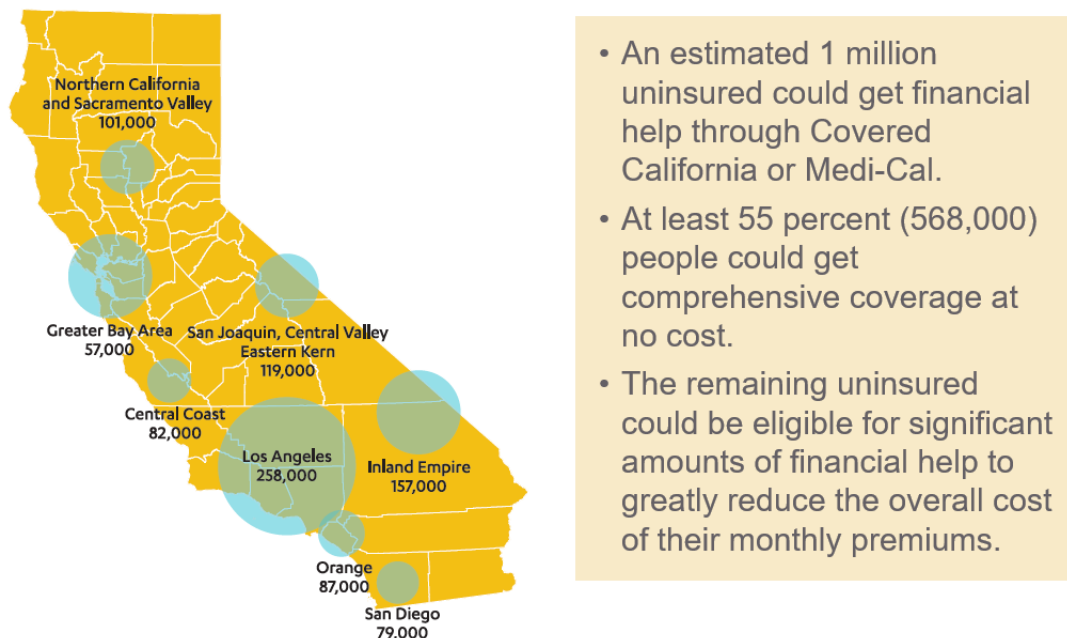 Northern California
and Sacramento Valley
101,000
Greater Bay Area
57,000
San Joaquin, Central Valley
Eastern Kern
119,000
Central Coast
82,000
Los Angeles
258,000
Inland Empire
157,000
Orange
87,000
San Diego
79,000
• An estimated 1 million
uninsured could get financial
help through Covered
California or Medi-Cal.
• At least 55 percent (568,000)
people could get
comprehensive coverage at
no cost.
• The remaining uninsured
could be eligible for significant
amounts of financial help to
greatly reduce the overall cost
of their monthly premiums.